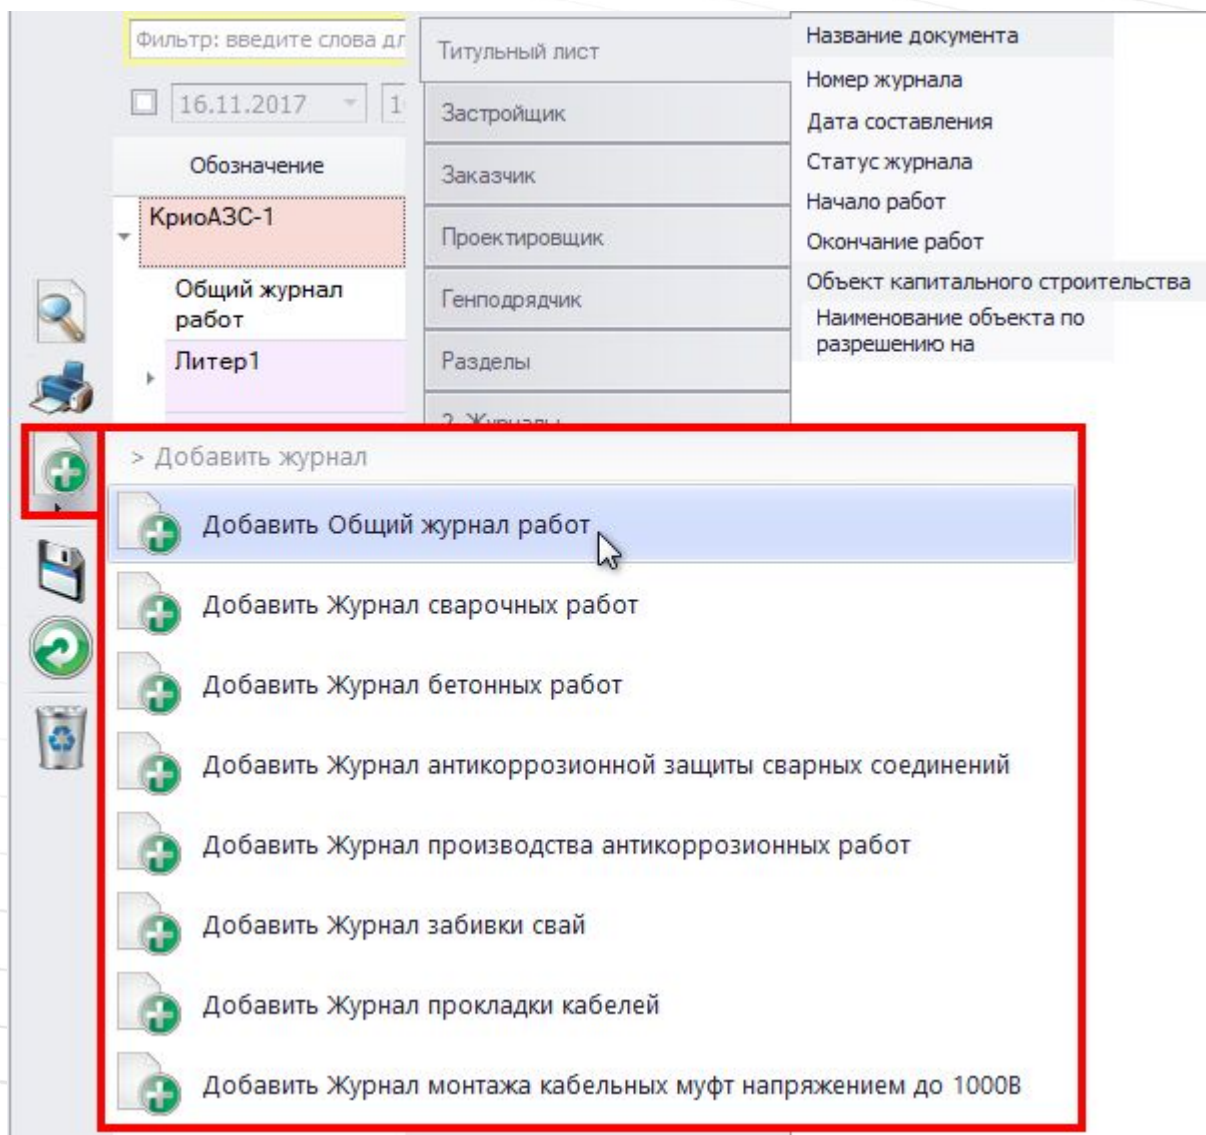 Фильтр: введите слова дл
16.11.2017
1
Обозначение
КриоАЗС-1
Общий журнал
работ
Литер1
Титульный лист
Застройщик
Заказчик
Проектировщик
Генподрядчик
Разделы
2. Журналы
Название документа
Номер журнала
Дата составления
Статус журнала
Начало работ
Окончание работ
Объект капитального строительства
Наименование объекта по
разрешению на
> Добавить журнал
Добавить Общий журнал работ
Добавить Журнал сварочных работ
Добавить Журнал бетонных работ
Добавить Журнал антикоррозионной защиты сварных соединений
Добавить Журнал производства антикоррозионных работ
Добавить Журнал забивки свай
Добавить Журнал прокладки кабелей
Добавить Журнал монтажа кабельных муфт напряжением до 1000В